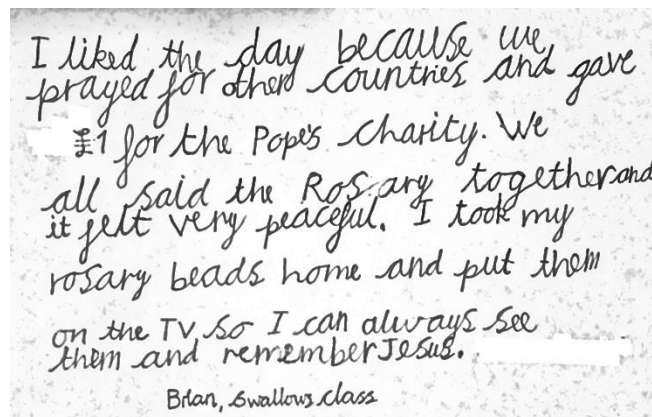 I liked the day because we
prayed for other countries and gave
£1 for the Pope's charity. We
all said the Rosary together and
it felt very peaceful. I took my
rosary beads home and put them
on the TV so I can always see
them and remember Jesus.
Brian, Swallows class